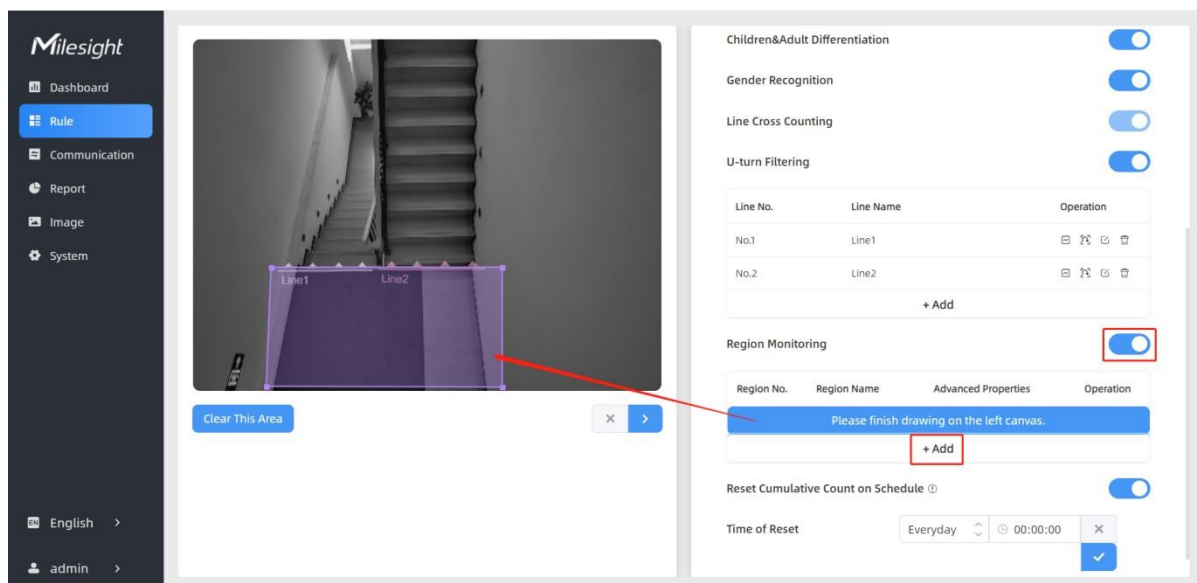 Milesight
Dashboard
Rule
Communication
Report
Image
System
English
admin
Line1 Line2
Clear This Area
Children&Adult Differentiation
Gender Recognition
Line Cross Counting
U-turn Filtering
Line No. Line Name Operation
No.1 Line1
No.2 Line2
+ Add
Region Monitoring
Region No. Region Name Advanced Properties Operation
Please finish drawing on the left canvas.
+ Add
Reset Cumulative Count on Schedule
Time of Reset Everyday 00:00:00